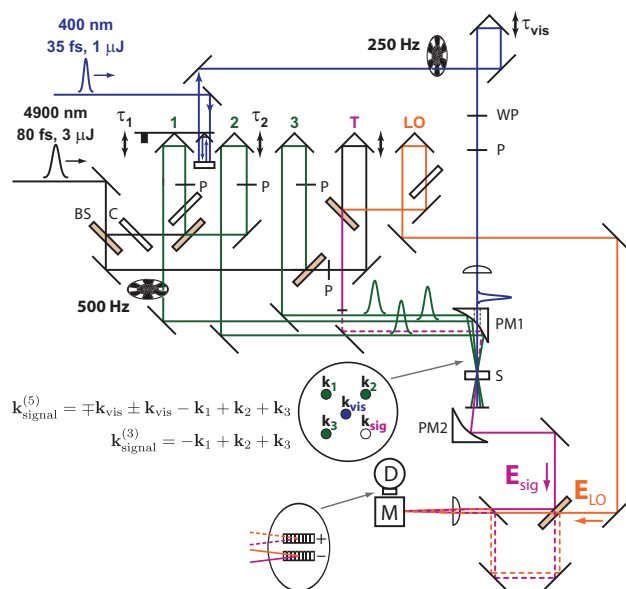 400 nm
35 fs, 1 μJ
250 Hz
τvis
4900 nm
80 fs, 3 μJ
τ1
1
2
τ2
3
T
LO
WP
P
P
P
P
BS
C
P
500 Hz
PM1
S
k1
k2
kvis
k3
ksig
k(5)signal = ∓kvis ± kvis − k1 + k2 + k3
k(3)signal = −k1 + k2 + k3
PM2
Esig
ELO
D
M
+
−